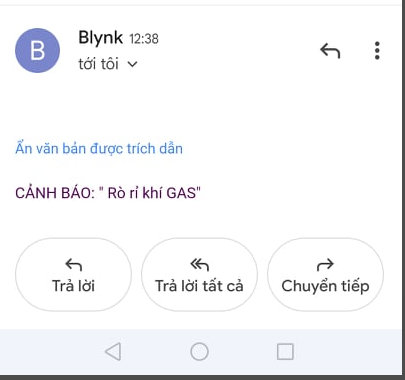 B
Blynk 12:38
tới tôi
Ẩn văn bản được trích dẫn
CẢNH BÁO: " Rò rỉ khí GAS"
Trả lời
Trả lời tất cả
Chuyển tiếp